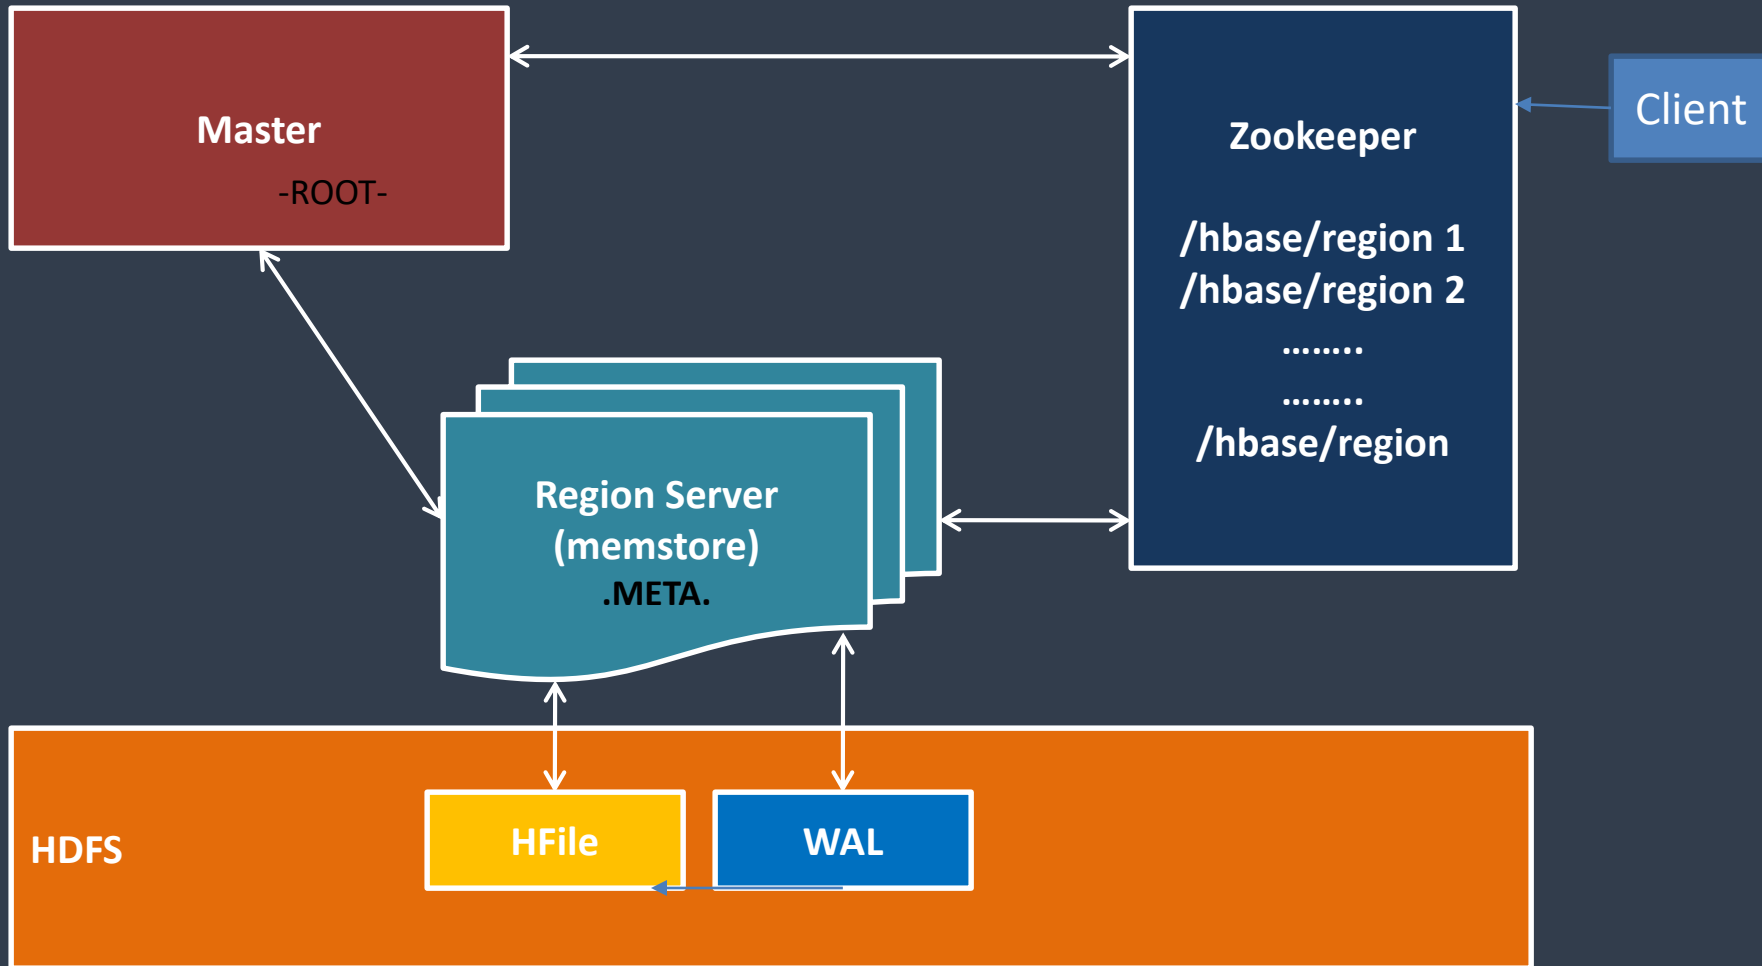 Master
-ROOT-
Zookeeper
/hbase/region 1
/hbase/region 2
........
........
/hbase/region
Client
Region Server
(memstore)
.META.
HDFS
HFile
WAL